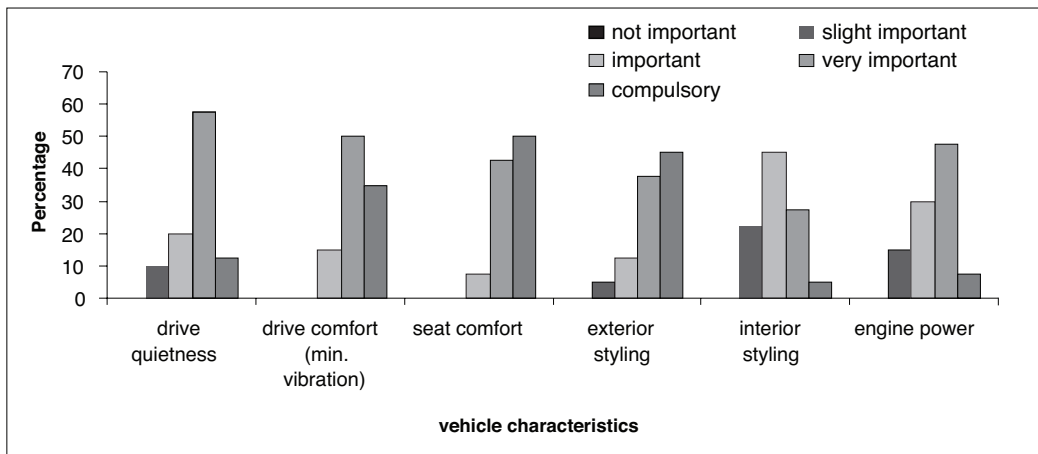 not important
slight important
important
very important
compulsory
70
60
50
40
30
20
10
0
Percentage
drive
quietness
drive comfort
(min.
vibration)
seat comfort
exterior
styling
interior
styling
engine power
vehicle characteristics